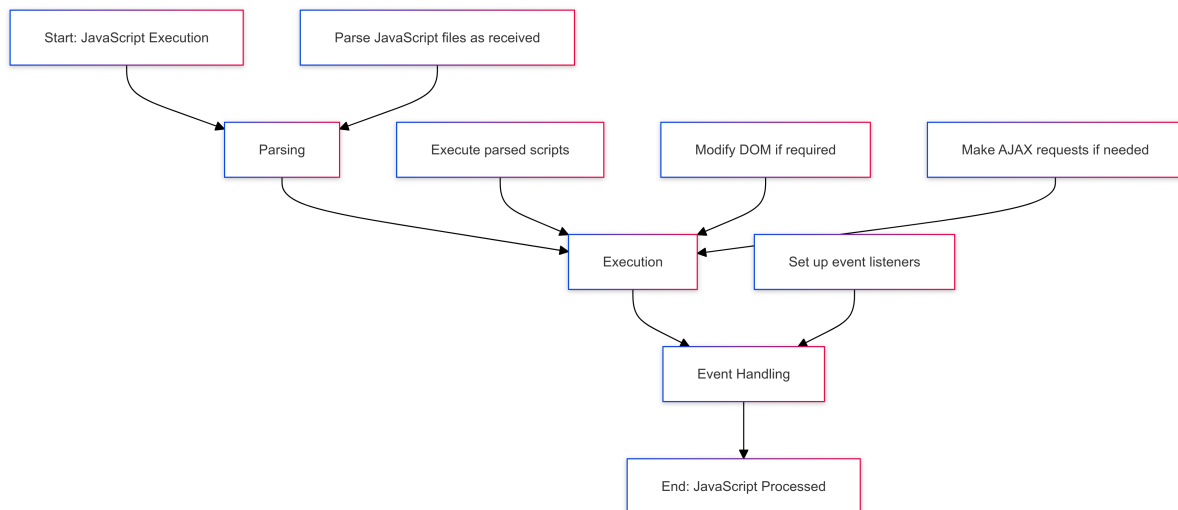 Start: JavaScript Execution
Parse JavaScript files as received
Parsing
Execute parsed scripts
Modify DOM if required
Make AJAX requests if needed
Execution
Set up event listeners
Event Handling
End: JavaScript Processed